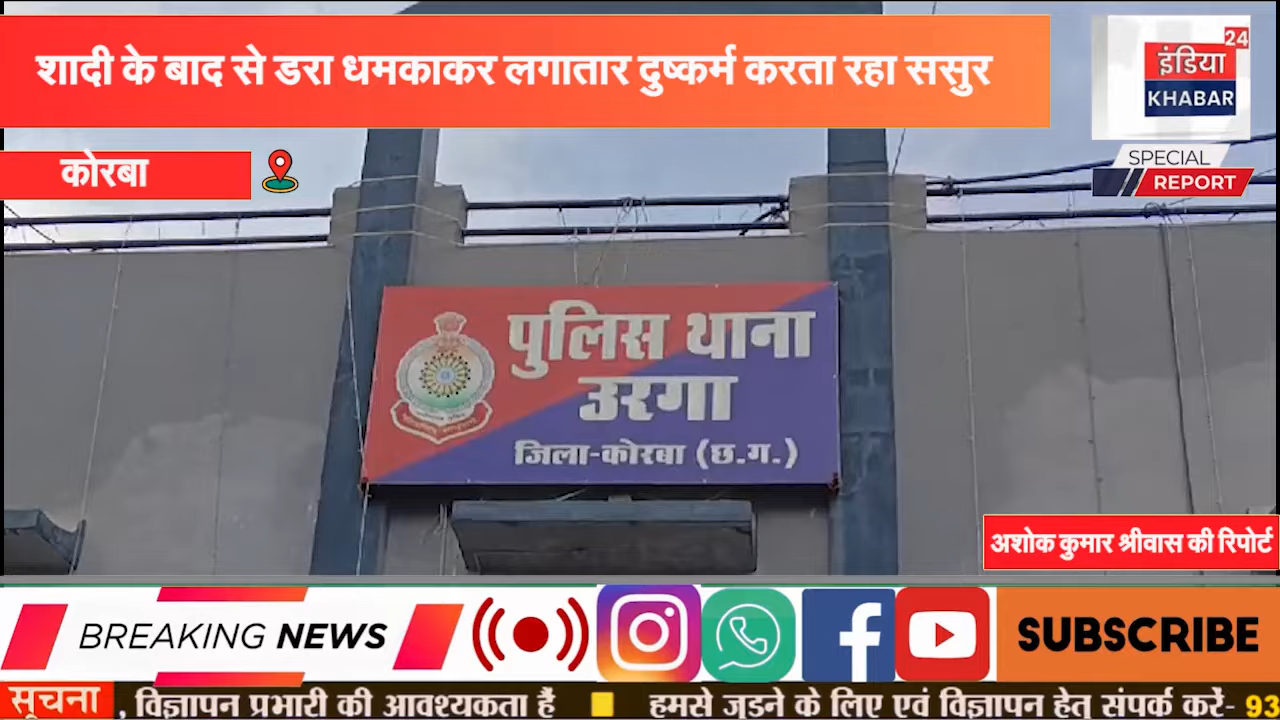 शादी के बाद से डरा धमकाकर लगातार दुष्कर्म करता रहा ससुर
24
इंडिया
KHABAR
SPECIAL
REPORT
कोरबा
पुलिस थाना
उरगा
जिला-कोरबा (छ.ग.)
अशोक कुमार श्रीवास की रिपोर्ट
BREAKING NEWS
SUBSCRIBE
सूचना , विज्ञापन प्रभारी की आवश्यकता हैं हमसे जुड़ने के लिए एवं विज्ञापन हेतु संपर्क करें- 93